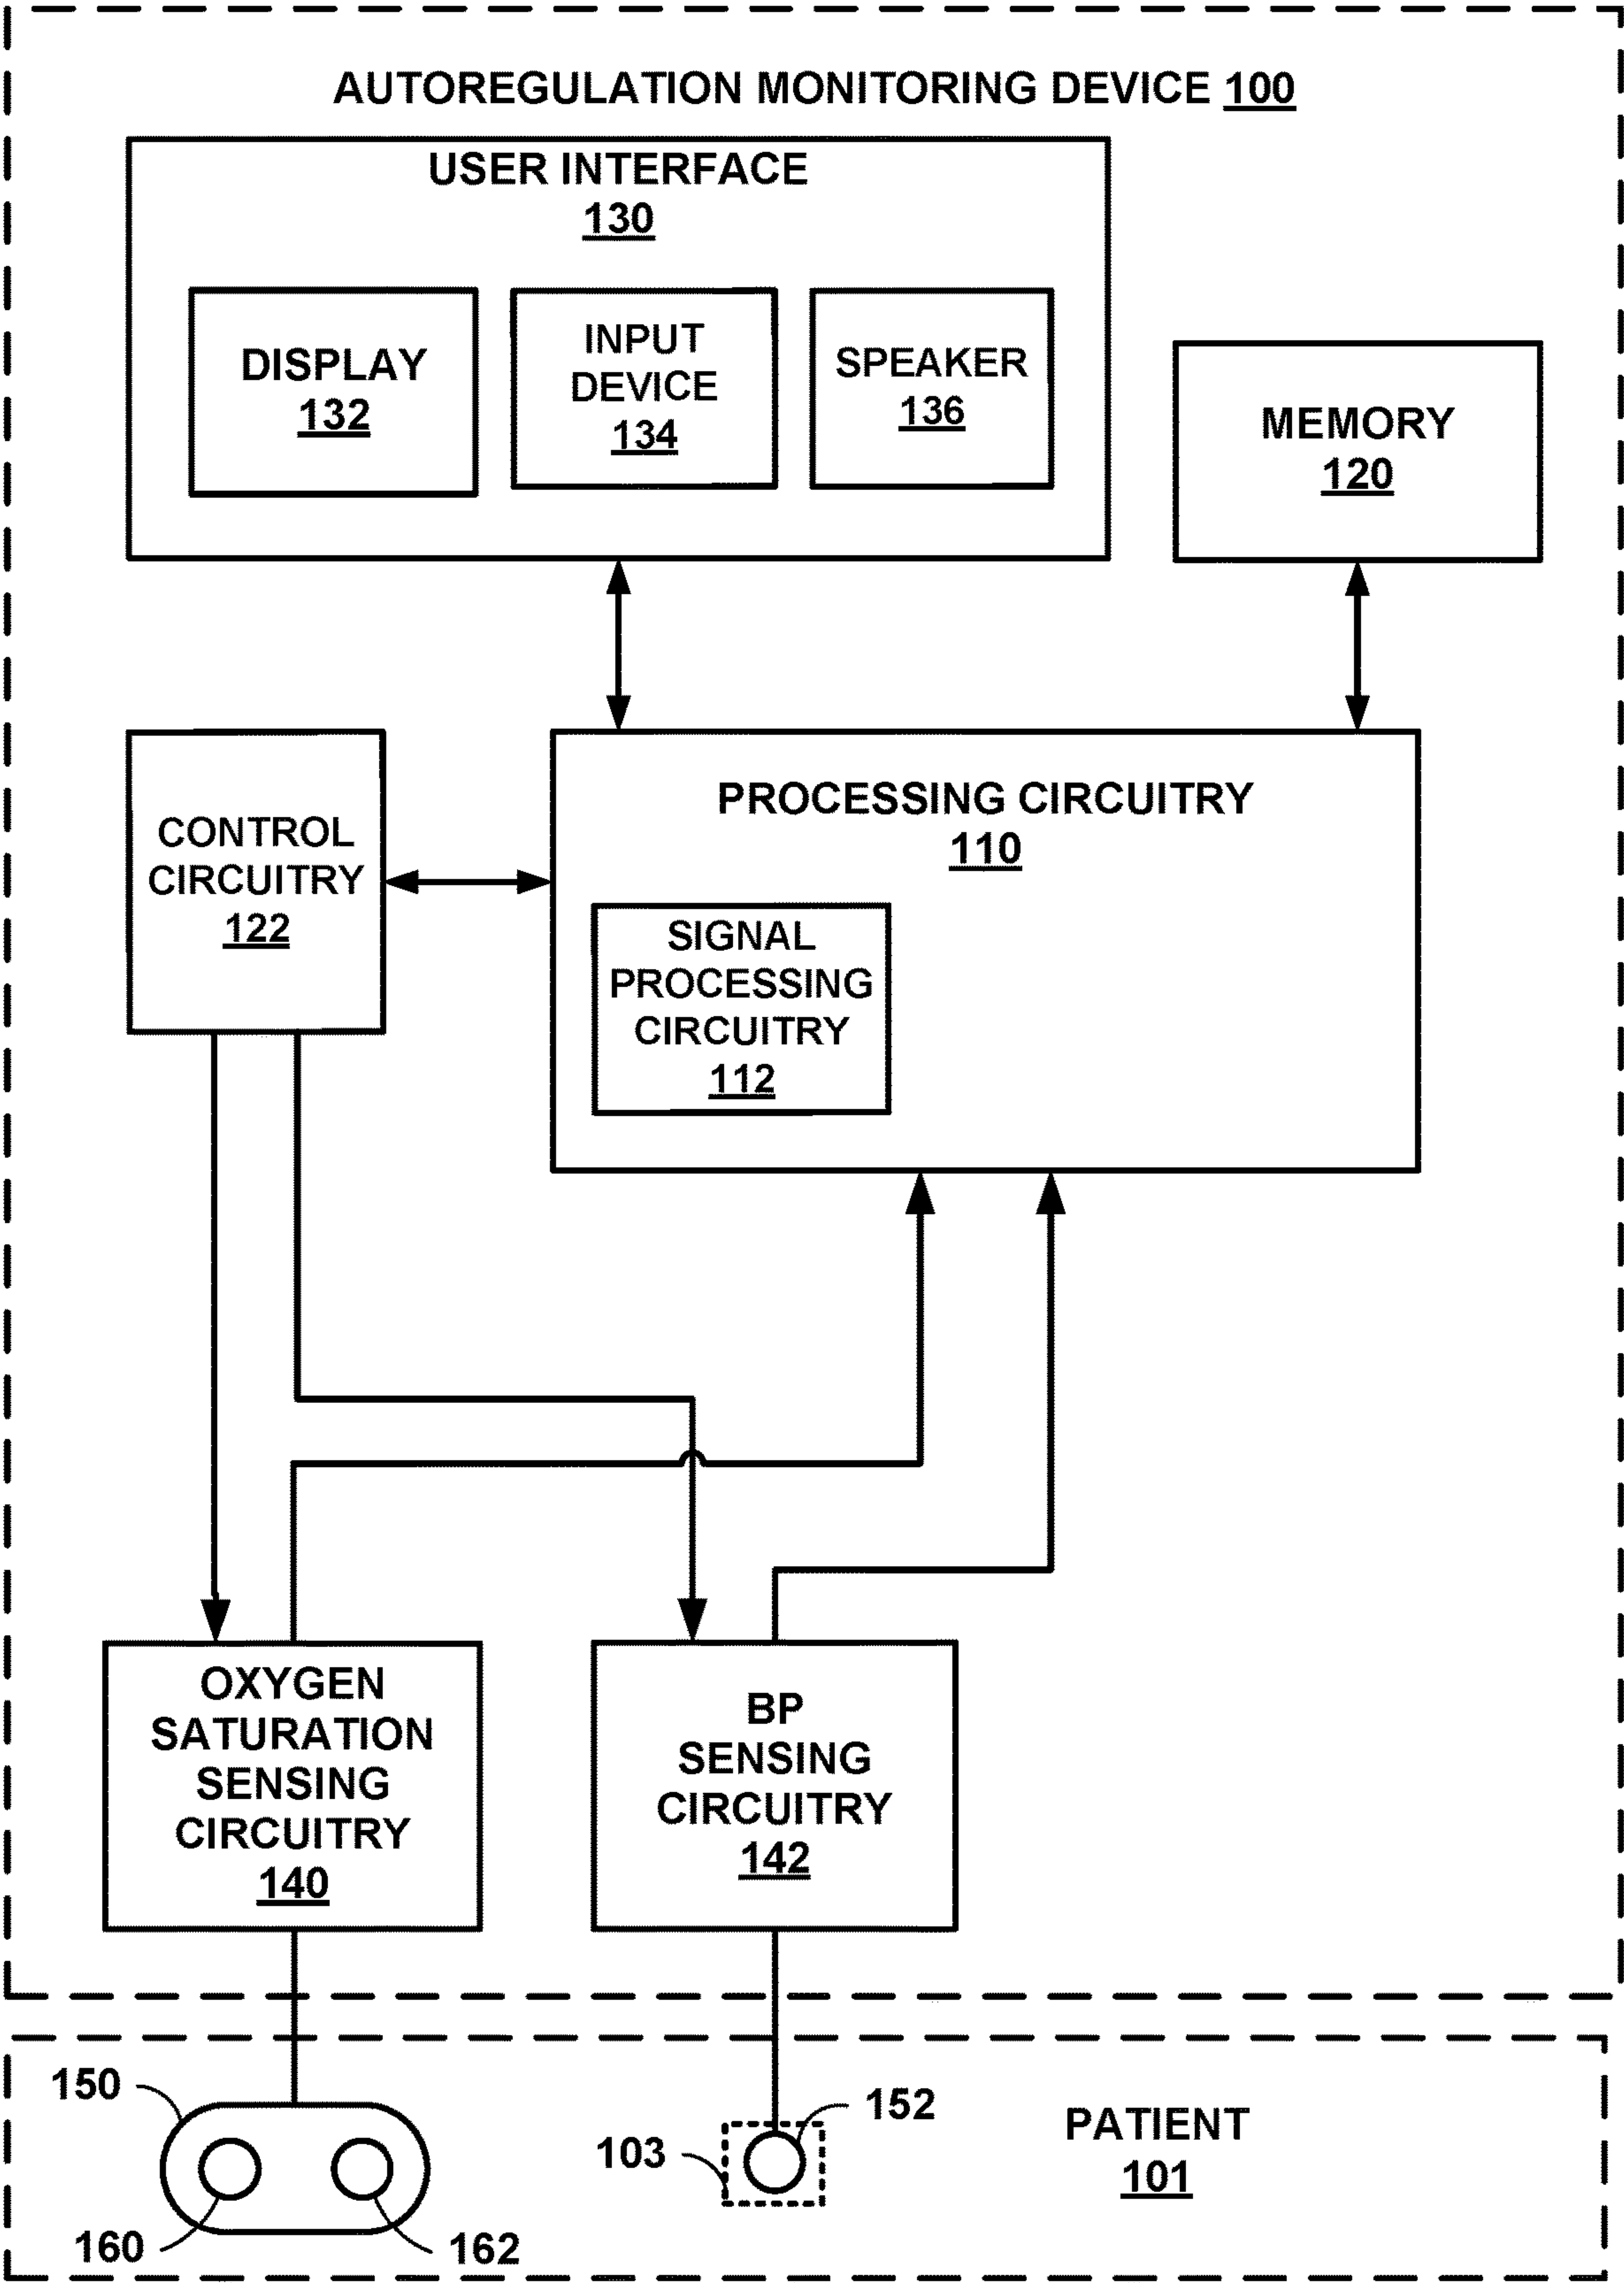 AUTOREGULATION MONITORING DEVICE 100
USER INTERFACE
130
DISPLAY
132
INPUT
DEVICE
134
SPEAKER
136
MEMORY
120
CONTROL
CIRCUITRY
122
PROCESSING CIRCUITRY
110
SIGNAL
PROCESSING
CIRCUITRY
112
OXYGEN
SATURATION
SENSING
CIRCUITRY
140
BP
SENSING
CIRCUITRY
142
150
160
162
103
152
PATIENT
101